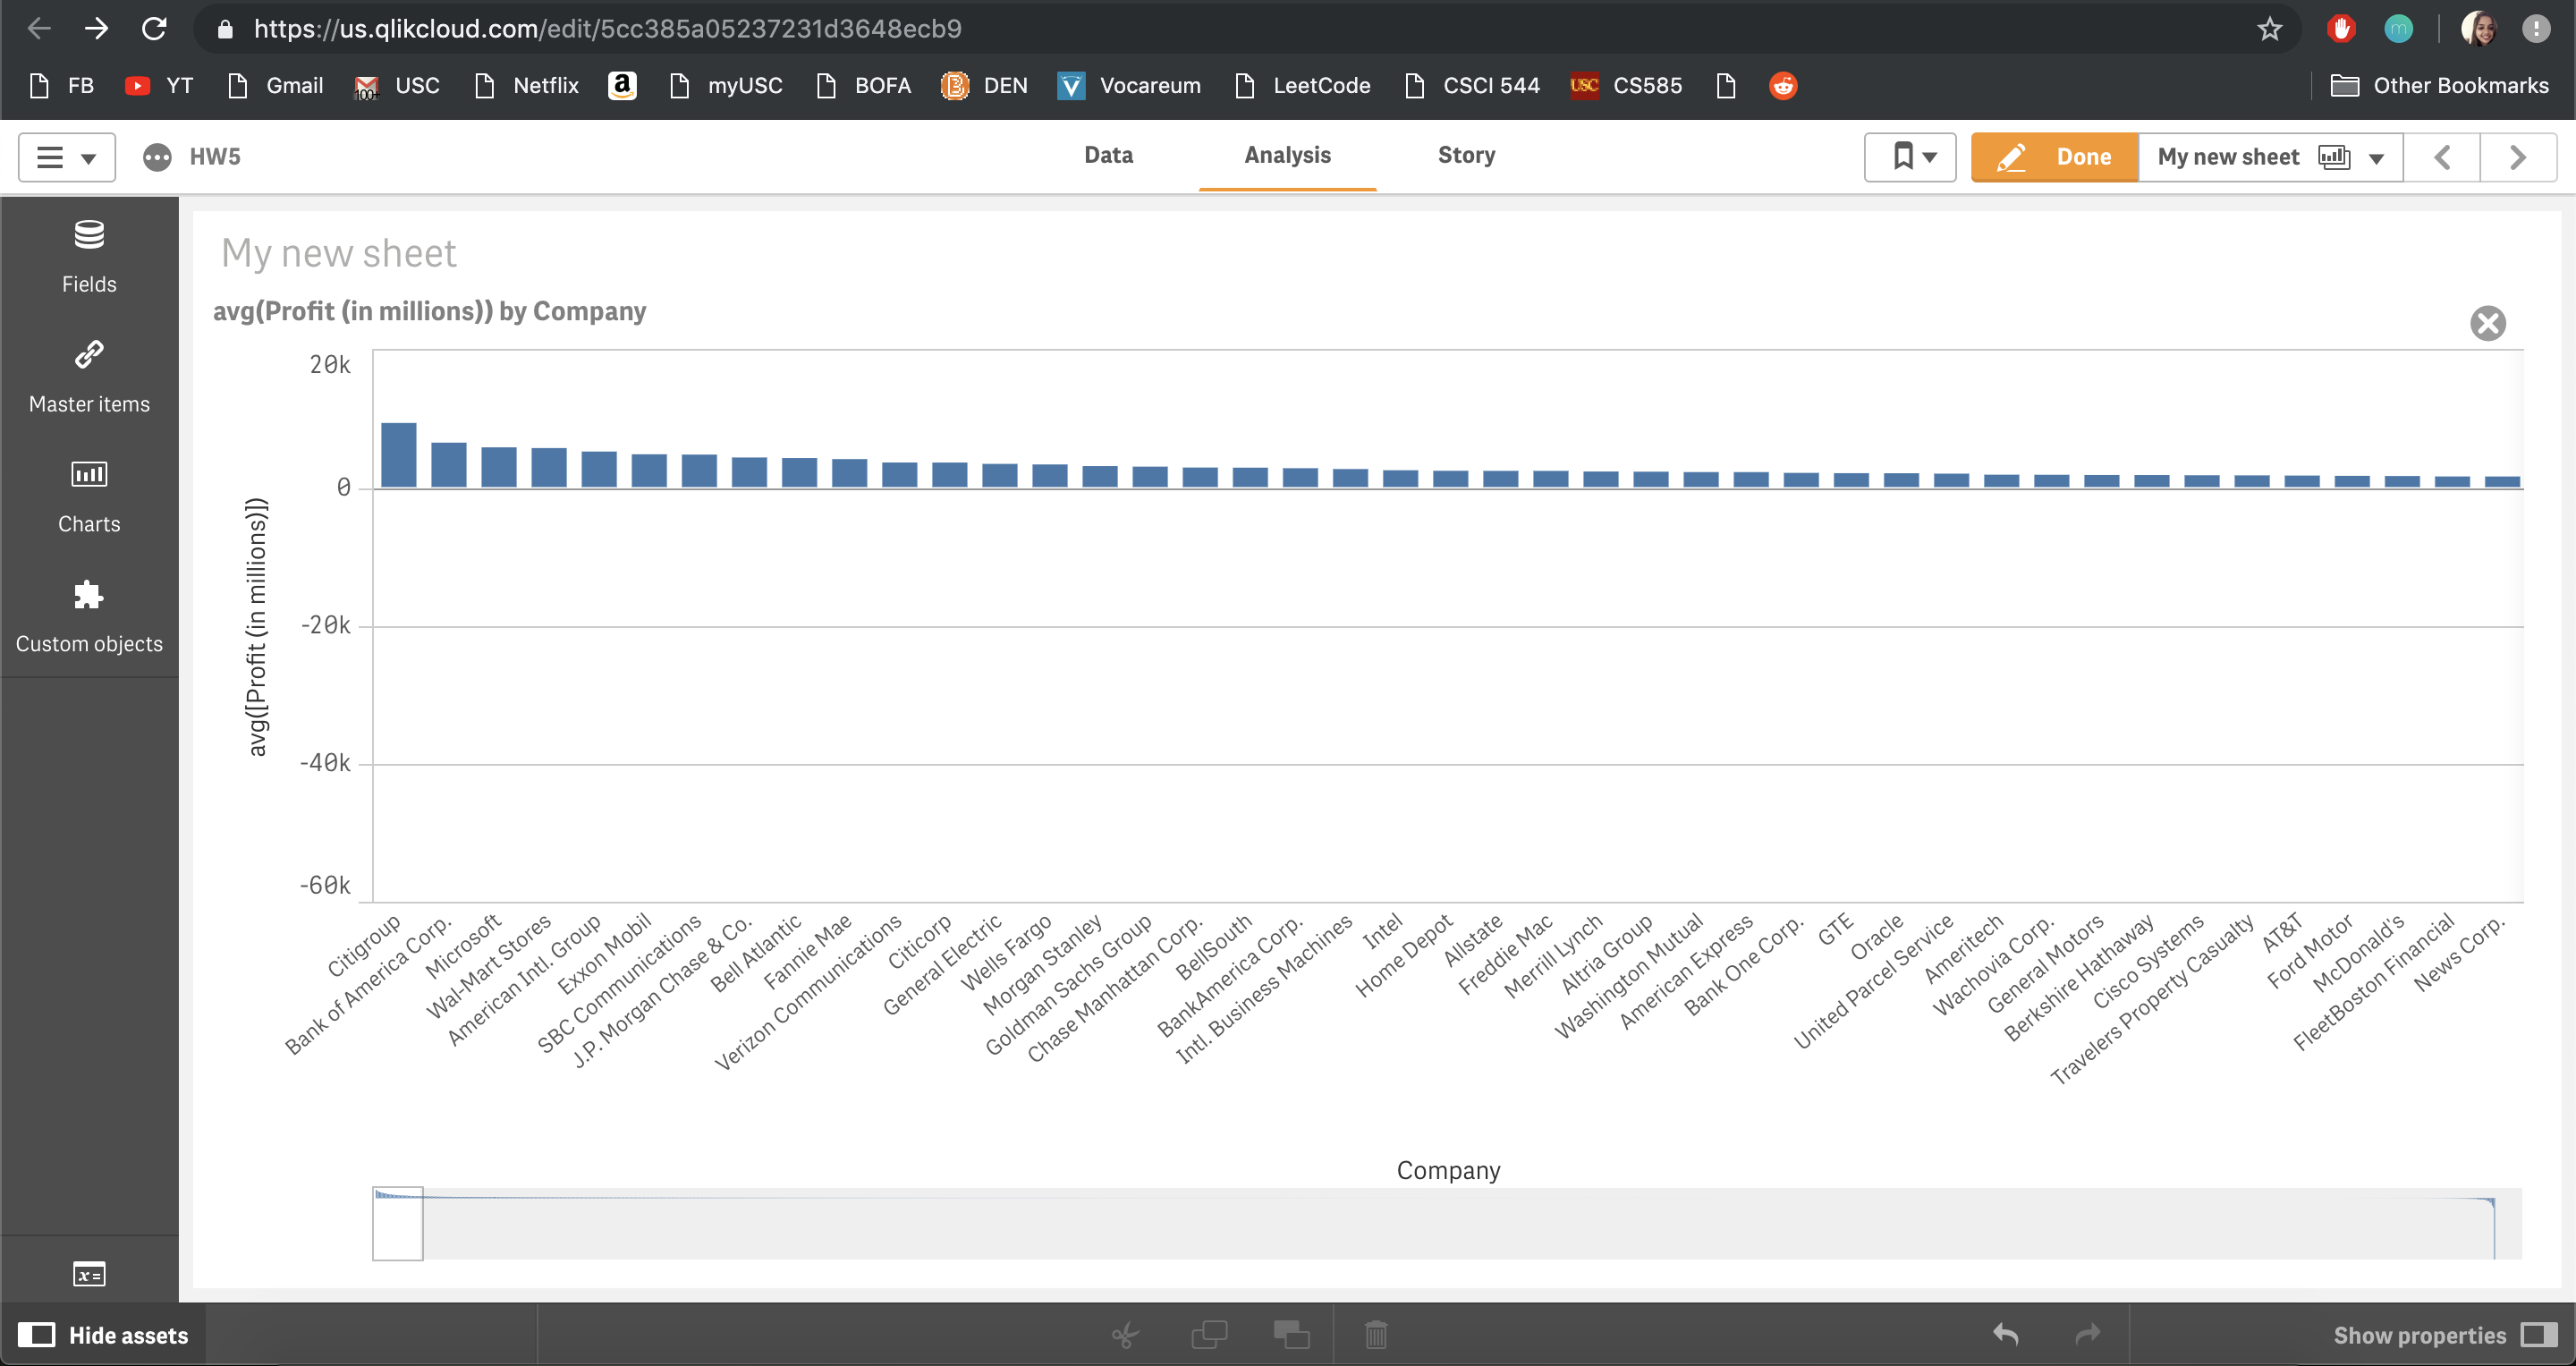 https://us.qlikcloud.com/edit/5cc385a05237231d3648ecb9
m
FB YT Gmail 100+ USC Netflix a myUSC BOFA DEN V Vocareum LeetCode CSCI 544 USC CS585 Other Bookmarks
HW5 Data Analysis Story Done My new sheet
Fields
Master items
Charts
Custom objects
My new sheet
avg(Profit (in millions)) by Company
20k
0
-20k
-40k
-60k
avg([Profit (in millions)])
Citigroup
Bank of America Corp.
Microsoft
Wal-Mart Stores
American Intl. Group
Exxon Mobil
SBC Communications
J.P. Morgan Chase & Co.
Bell Atlantic
Fannie Mae
Verizon Communications
Citicorp
General Electric
Wells Fargo
Morgan Stanley
Goldman Sachs Group
Chase Manhattan Corp.
BellSouth
BankAmerica Corp.
Intl. Business Machines
Intel
Home Depot
Allstate
Freddie Mac
Merrill Lynch
Altria Group
Washington Mutual
American Express
Bank One Corp.
GTE
Oracle
United Parcel Service
Ameritech
Wachovia Corp.
General Motors
Berkshire Hathaway
Cisco Systems
Travelers Property Casualty
AT&T
Ford Motor
McDonald's
FleetBoston Financial
News Corp.
Company
x=
Hide assets Show properties